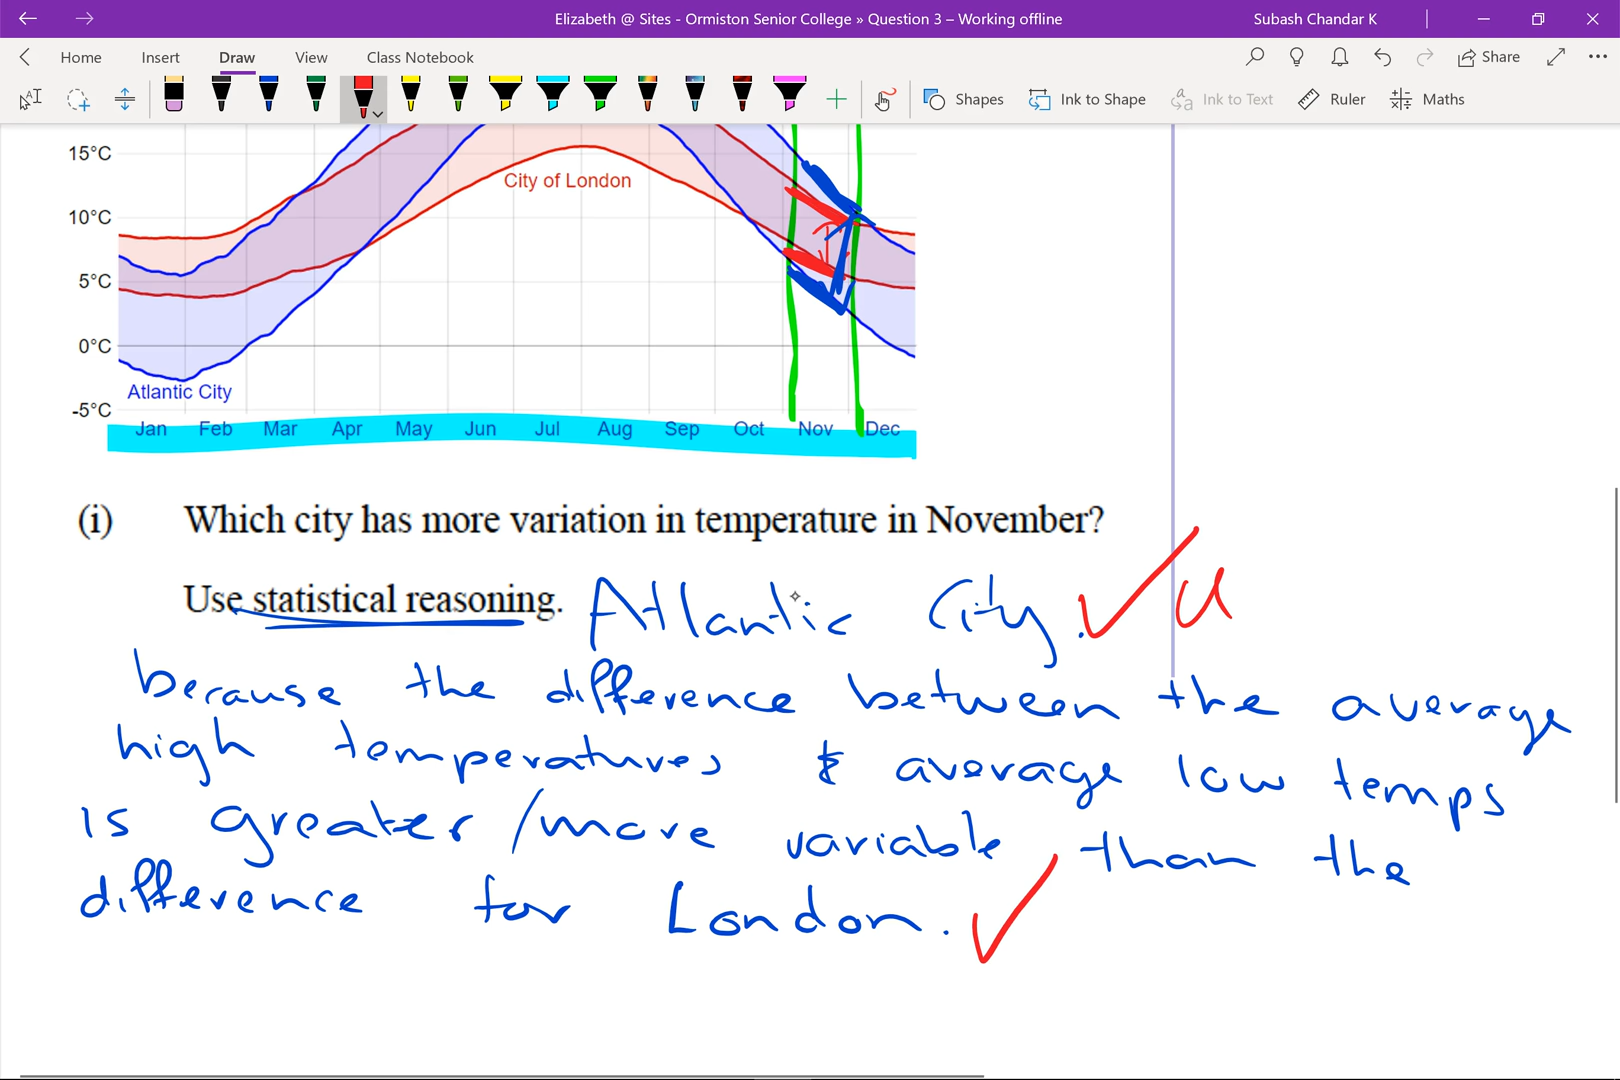 Elizabeth @ Sites - Ormiston Senior College » Question 3 – Working offline
Subash Chandar K
Home Insert Draw View Class Notebook
Share
Shapes Ink to Shape Ink to Text Ruler Maths
15°C
City of London
10°C
5°C
0°C
Atlantic City
-5°C
Jan Feb Mar Apr May Jun Jul Aug Sep Oct Nov Dec
(i) Which city has more variation in temperature in November?
Use statistical reasoning. Atlantic City. u
because the difference between the average
high temperatures & average low temps
is greater/more variable than the
difference for London.